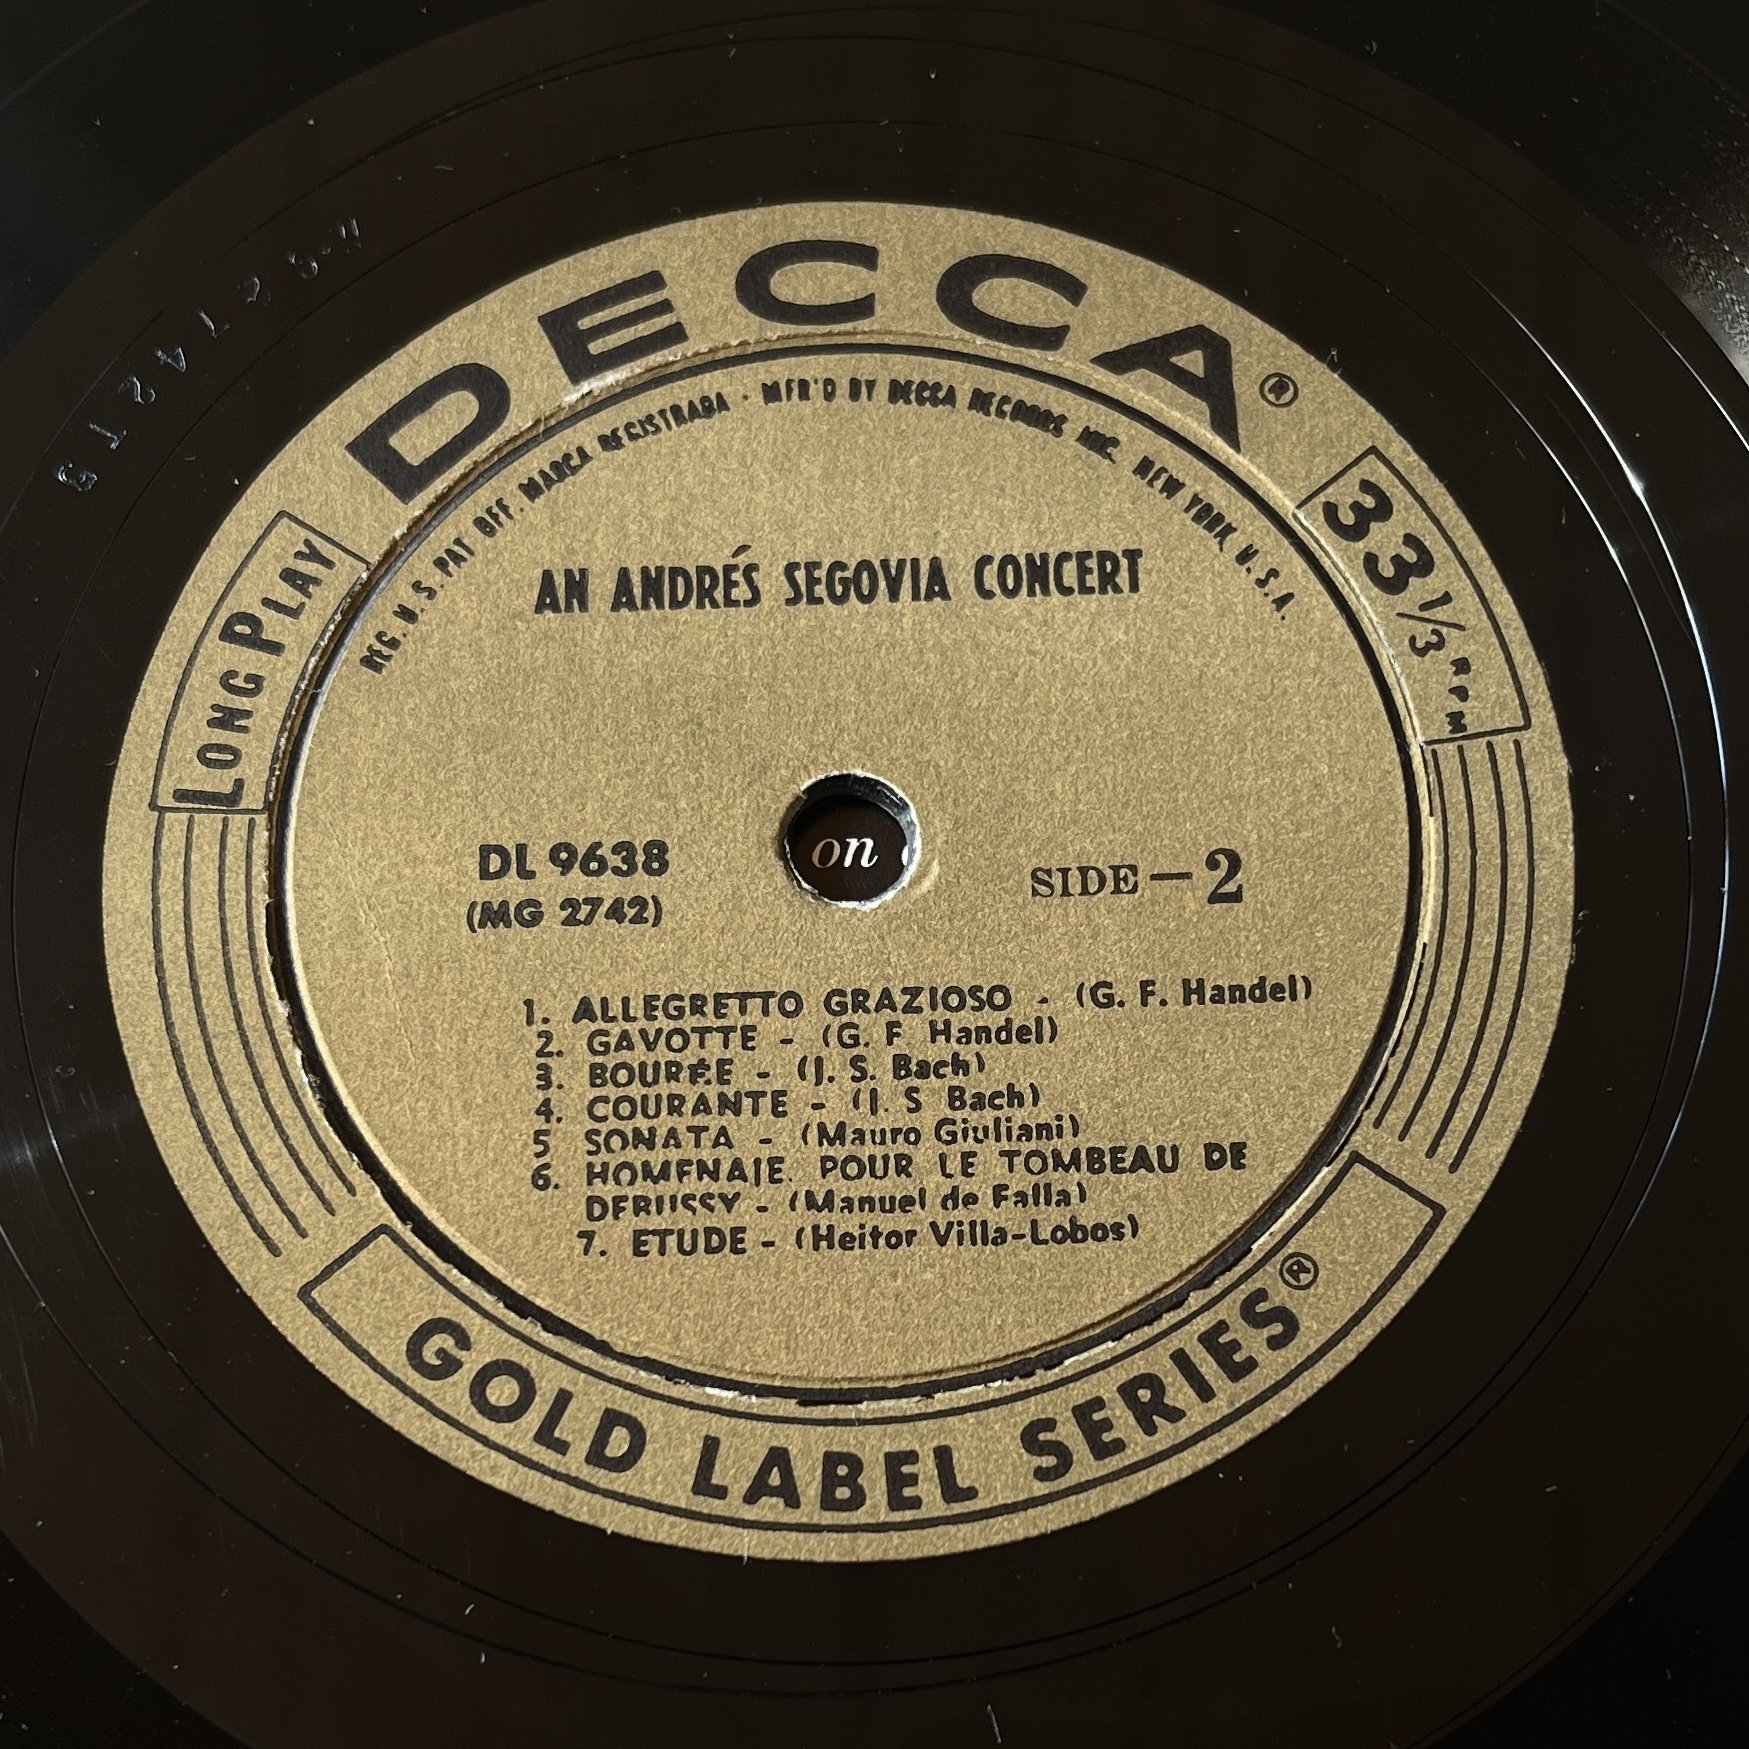 DECCA®
REG. U.S. PAT OFF. MARCA REGISTRADA · MFR'D BY DECCA RECORDS INC. NEW YORK, U.S.A.
LONG PLAY
33 1/3 RPM
AN ANDRÉS SEGOVIA CONCERT
on
DL 9638
(MG 2742)
SIDE — 2
1. ALLEGRETTO GRAZIOSO - (G. F. Handel)
2. GAVOTTE - (G. F Handel)
3. BOURÉE - (J. S. Bach)
4. COURANTE - (J. S Bach)
5 SONATA - (Mauro Giuliani)
6. HOMENAJE. POUR LE TOMBEAU DE
DEBUSSY - (Manuel de Falla)
7. ETUDE - (Heitor Villa-Lobos)
GOLD LABEL SERIES®